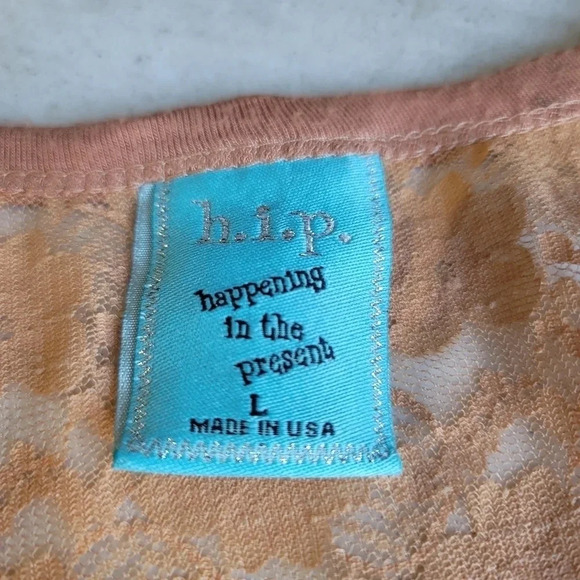 h.i.p.
happening
in the
present
L
MADE IN USA